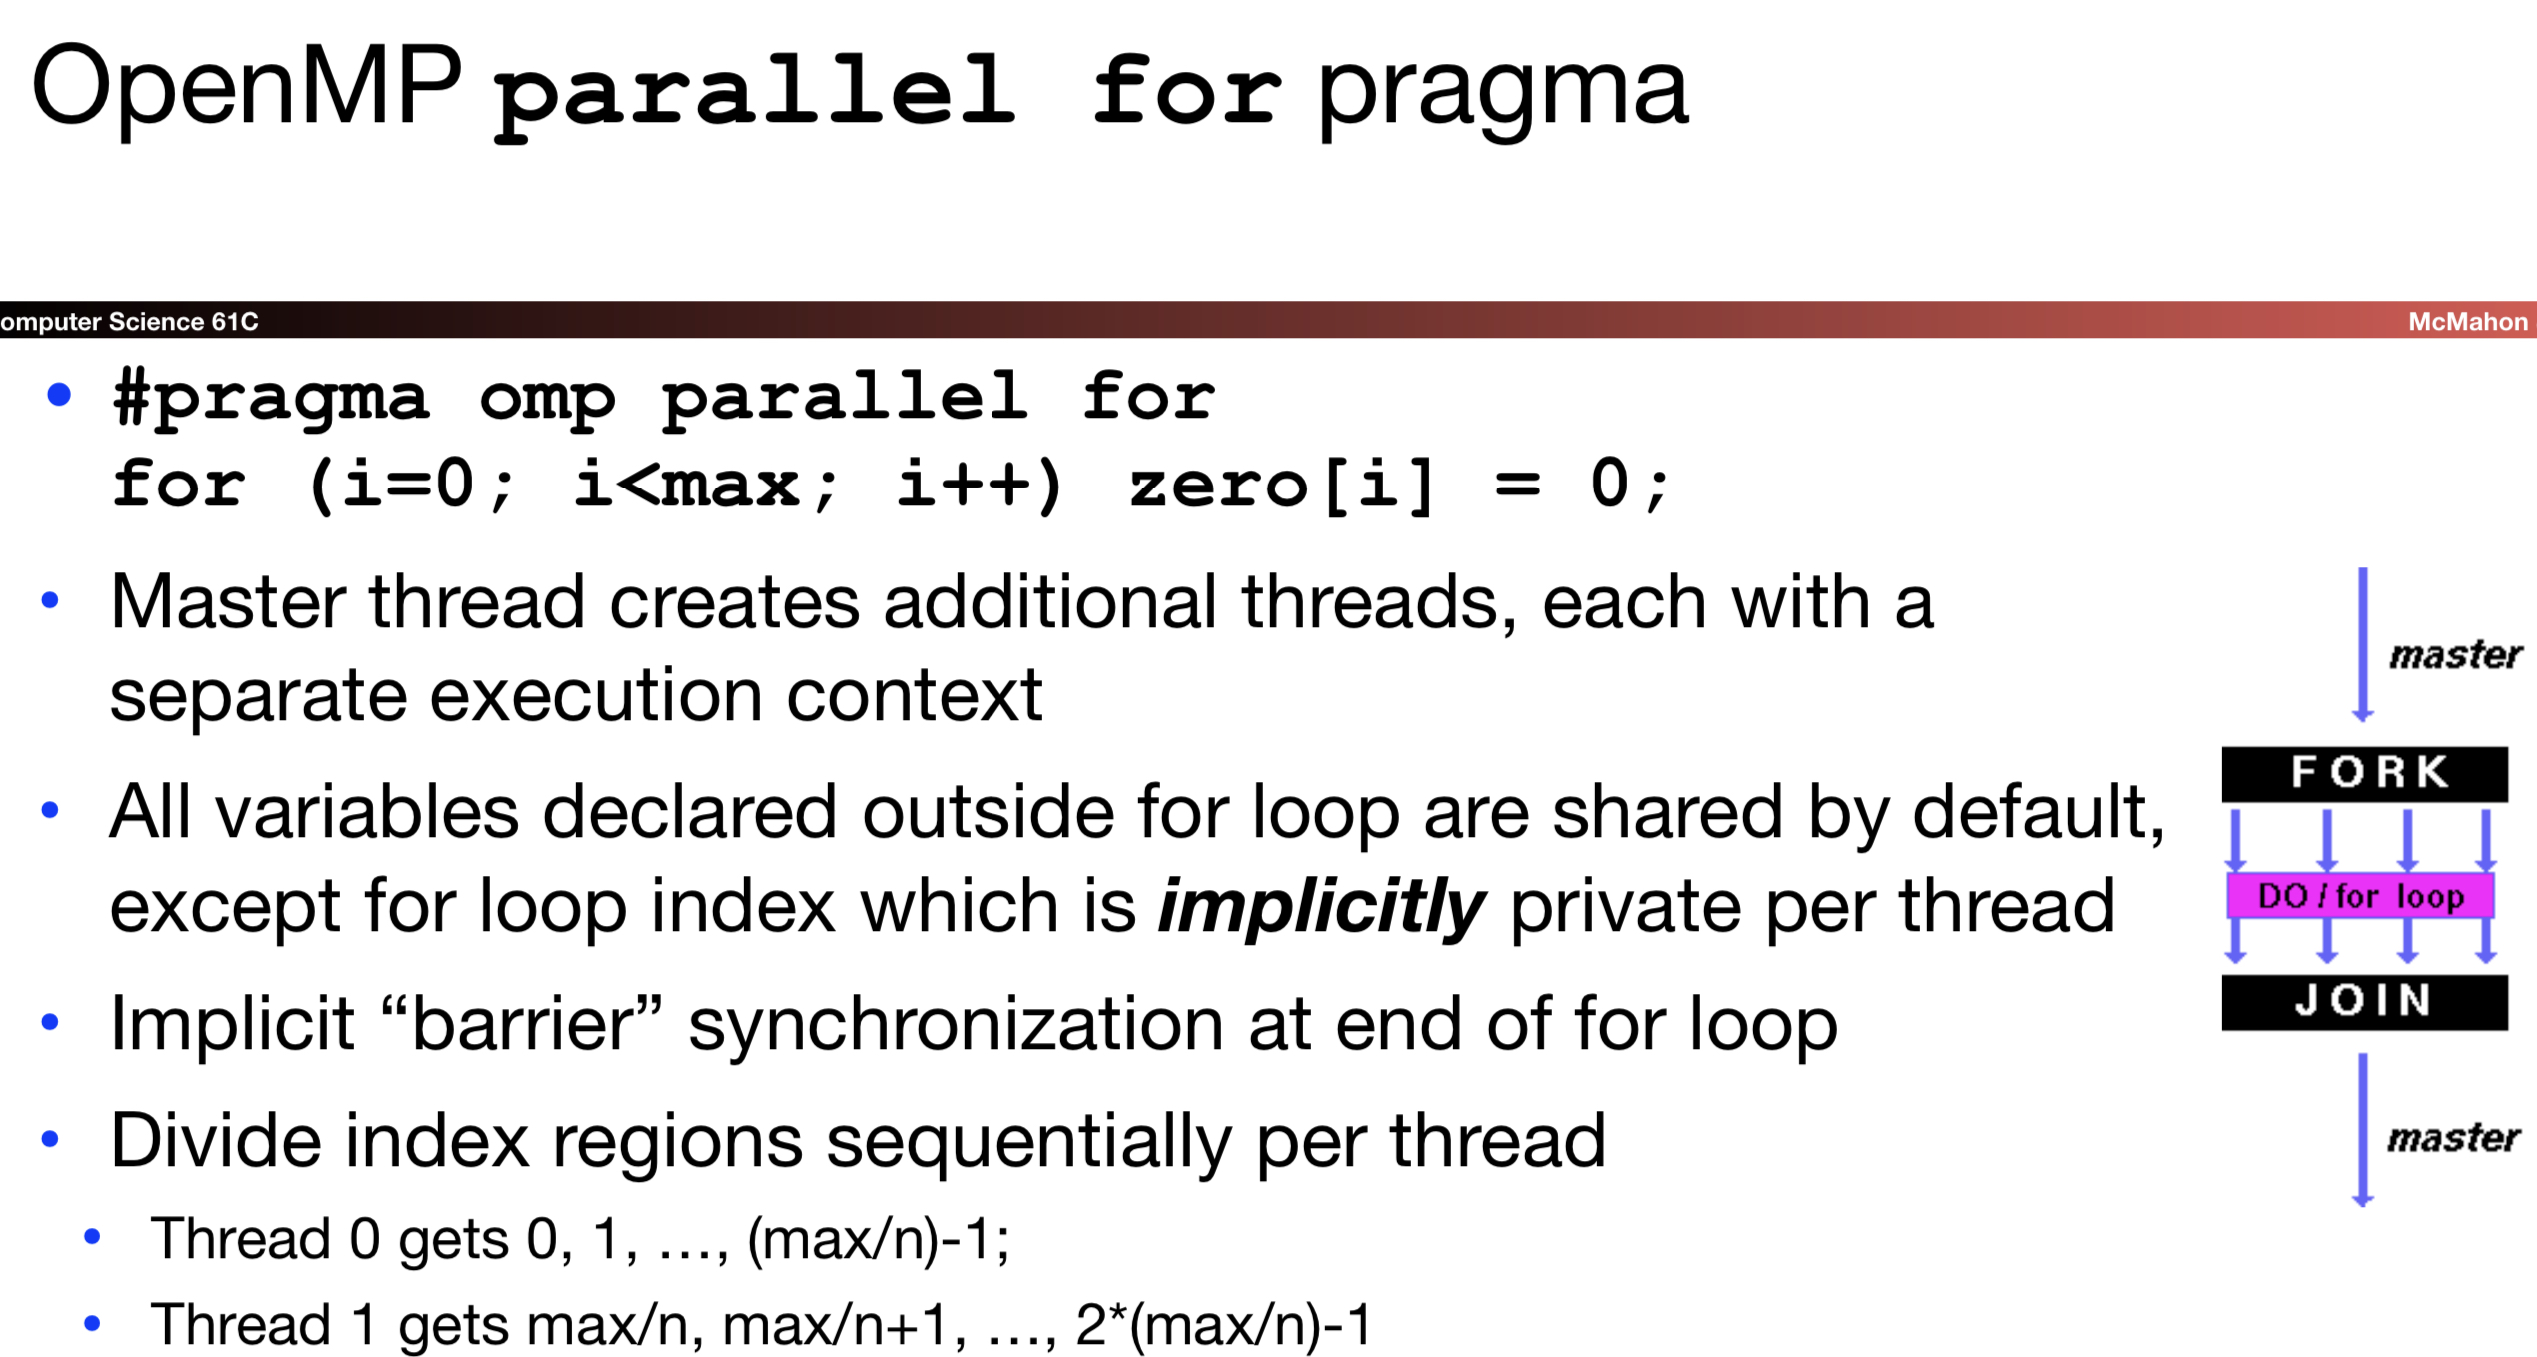 OpenMP parallel for pragma
omputer Science 61C
McMahon
• #pragma omp parallel for
for (i=0; i<max; i++) zero[i] = 0;
• Master thread creates additional threads, each with a
separate execution context
• All variables declared outside for loop are shared by default,
except for loop index which is implicitly private per thread
• Implicit “barrier” synchronization at end of for loop
• Divide index regions sequentially per thread
• Thread 0 gets 0, 1, …, (max/n)-1;
• Thread 1 gets max/n, max/n+1, …, 2*(max/n)-1
master
FORK
DO / for loop
JOIN
master